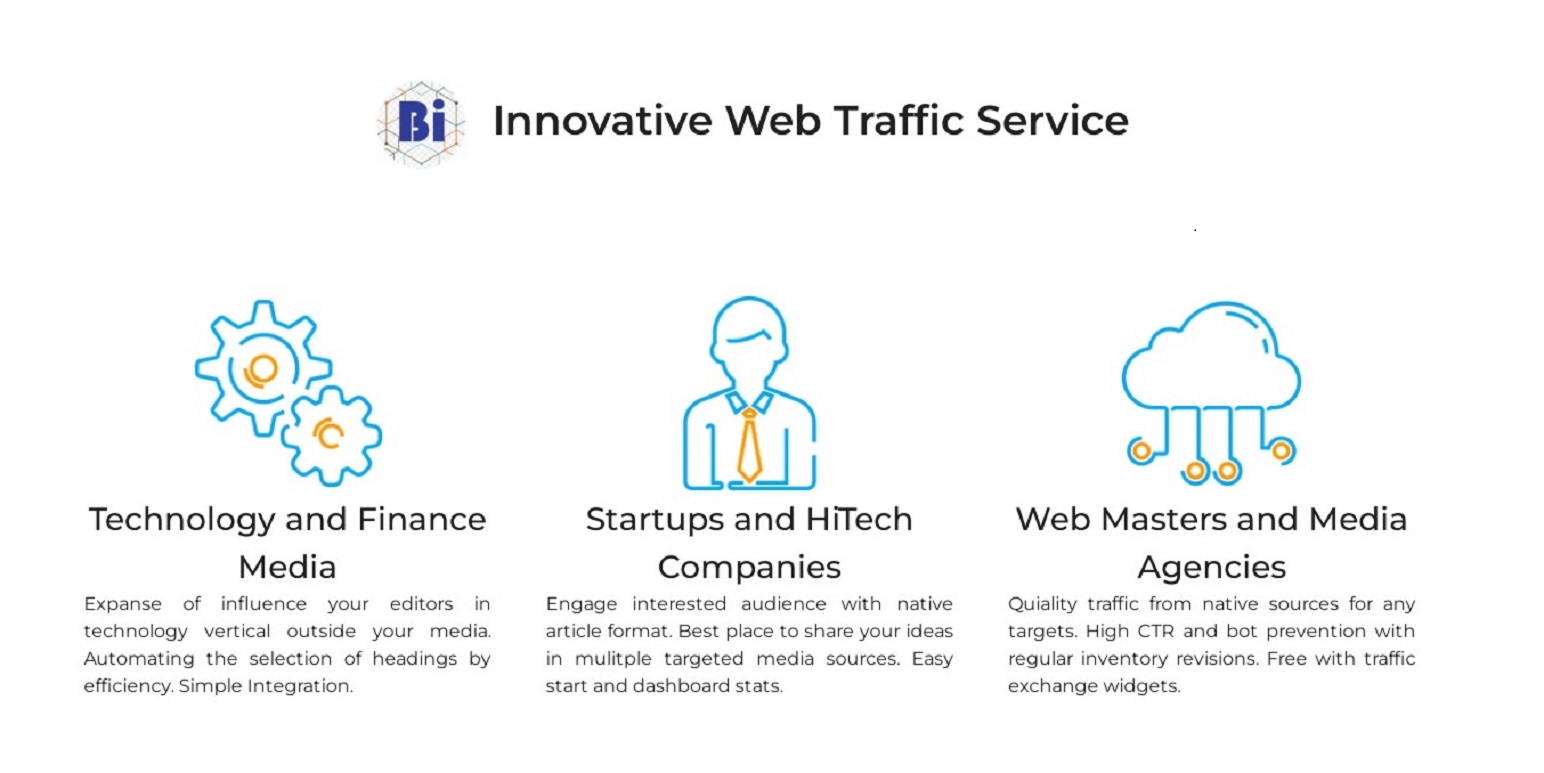 Bi Innovative Web Traffic Service
Technology and Finance
Media
Expanse of influence your editors in
technology vertical outside your media.
Automating the selection of headings by
efficiency. Simple Integration.
Startups and HiTech
Companies
Engage interested audience with native
article format. Best place to share your ideas
in mulitple targeted media sources. Easy
start and dashboard stats.
Web Masters and Media
Agencies
Quiality traffic from native sources for any
targets. High CTR and bot prevention with
regular inventory revisions. Free with traffic
exchange widgets.